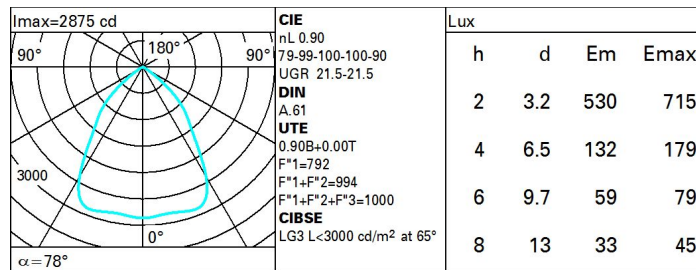 Imax=2875 cd
90°
180°
90°
3000
0°
α=78°
CIE
nL 0.90
79-99-100-100-90
UGR 21.5-21.5
DIN
A.61
UTE
0.90B+0.00T
F"1=792
F"1+F"2=994
F"1+F"2+F"3=1000
CIBSE
LG3 L<3000 cd/m² at 65°
Lux
h d Em Emax
2 3.2 530 715
4 6.5 132 179
6 9.7 59 79
8 13 33 45